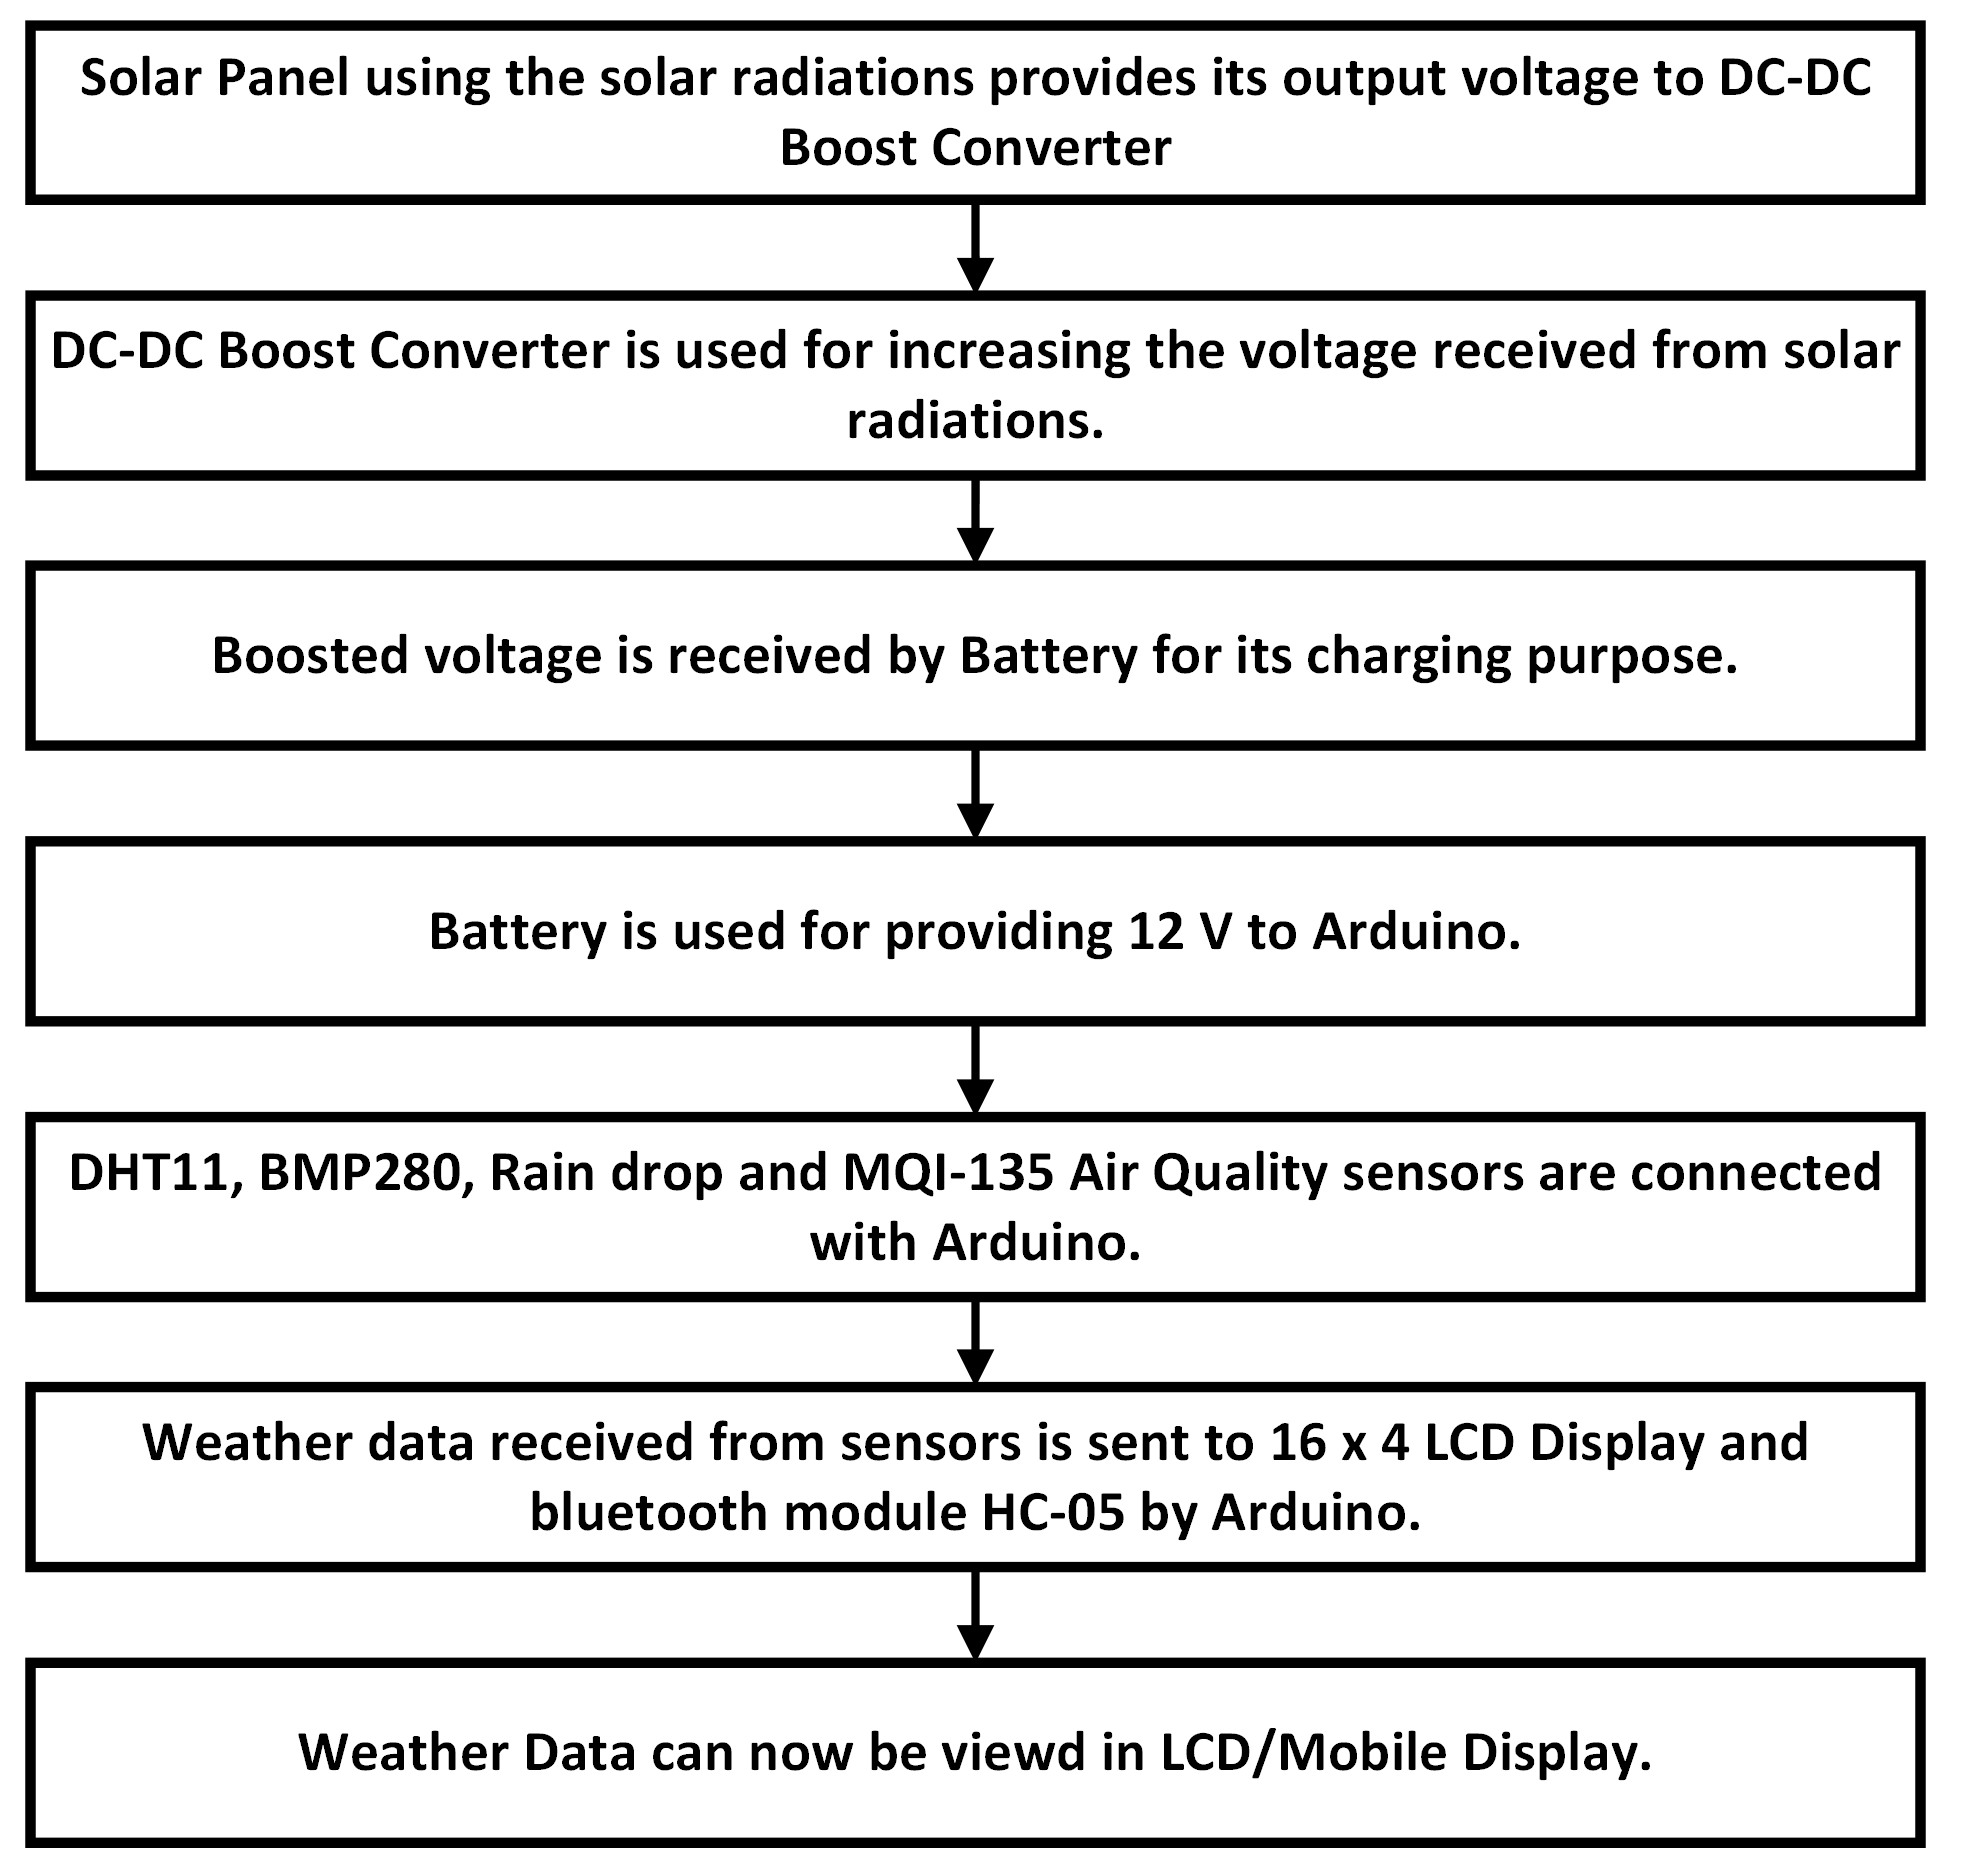 Solar Panel using the solar radiations provides its output voltage to DC-DC
Boost Converter
DC-DC Boost Converter is used for increasing the voltage received from solar
radiations.
Boosted voltage is received by Battery for its charging purpose.
Battery is used for providing 12 V to Arduino.
DHT11, BMP280, Rain drop and MQI-135 Air Quality sensors are connected
with Arduino.
Weather data received from sensors is sent to 16 x 4 LCD Display and
bluetooth module HC-05 by Arduino.
Weather Data can now be viewd in LCD/Mobile Display.